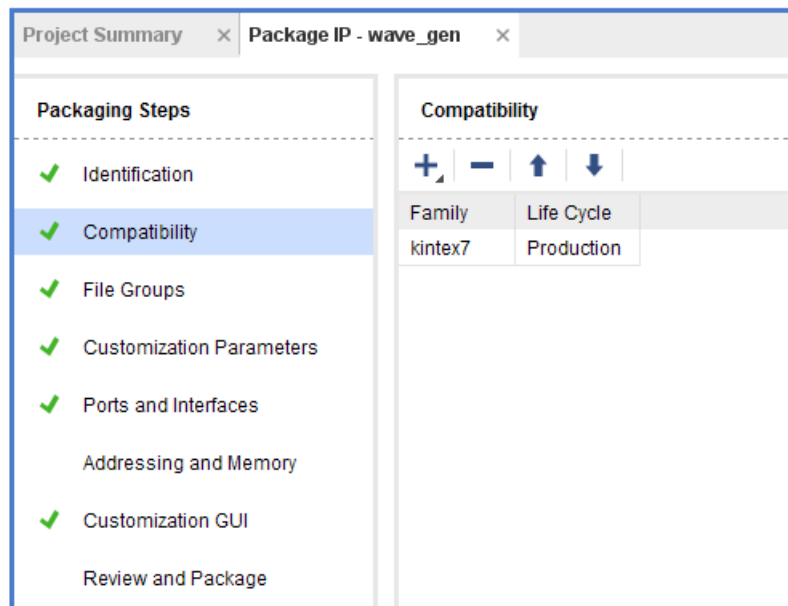 Project Summary × Package IP - wave_gen ×
Packaging Steps
Identification
Compatibility
File Groups
Customization Parameters
Ports and Interfaces
Addressing and Memory
Customization GUI
Review and Package
Compatibility
Family Life Cycle
kintex7 Production